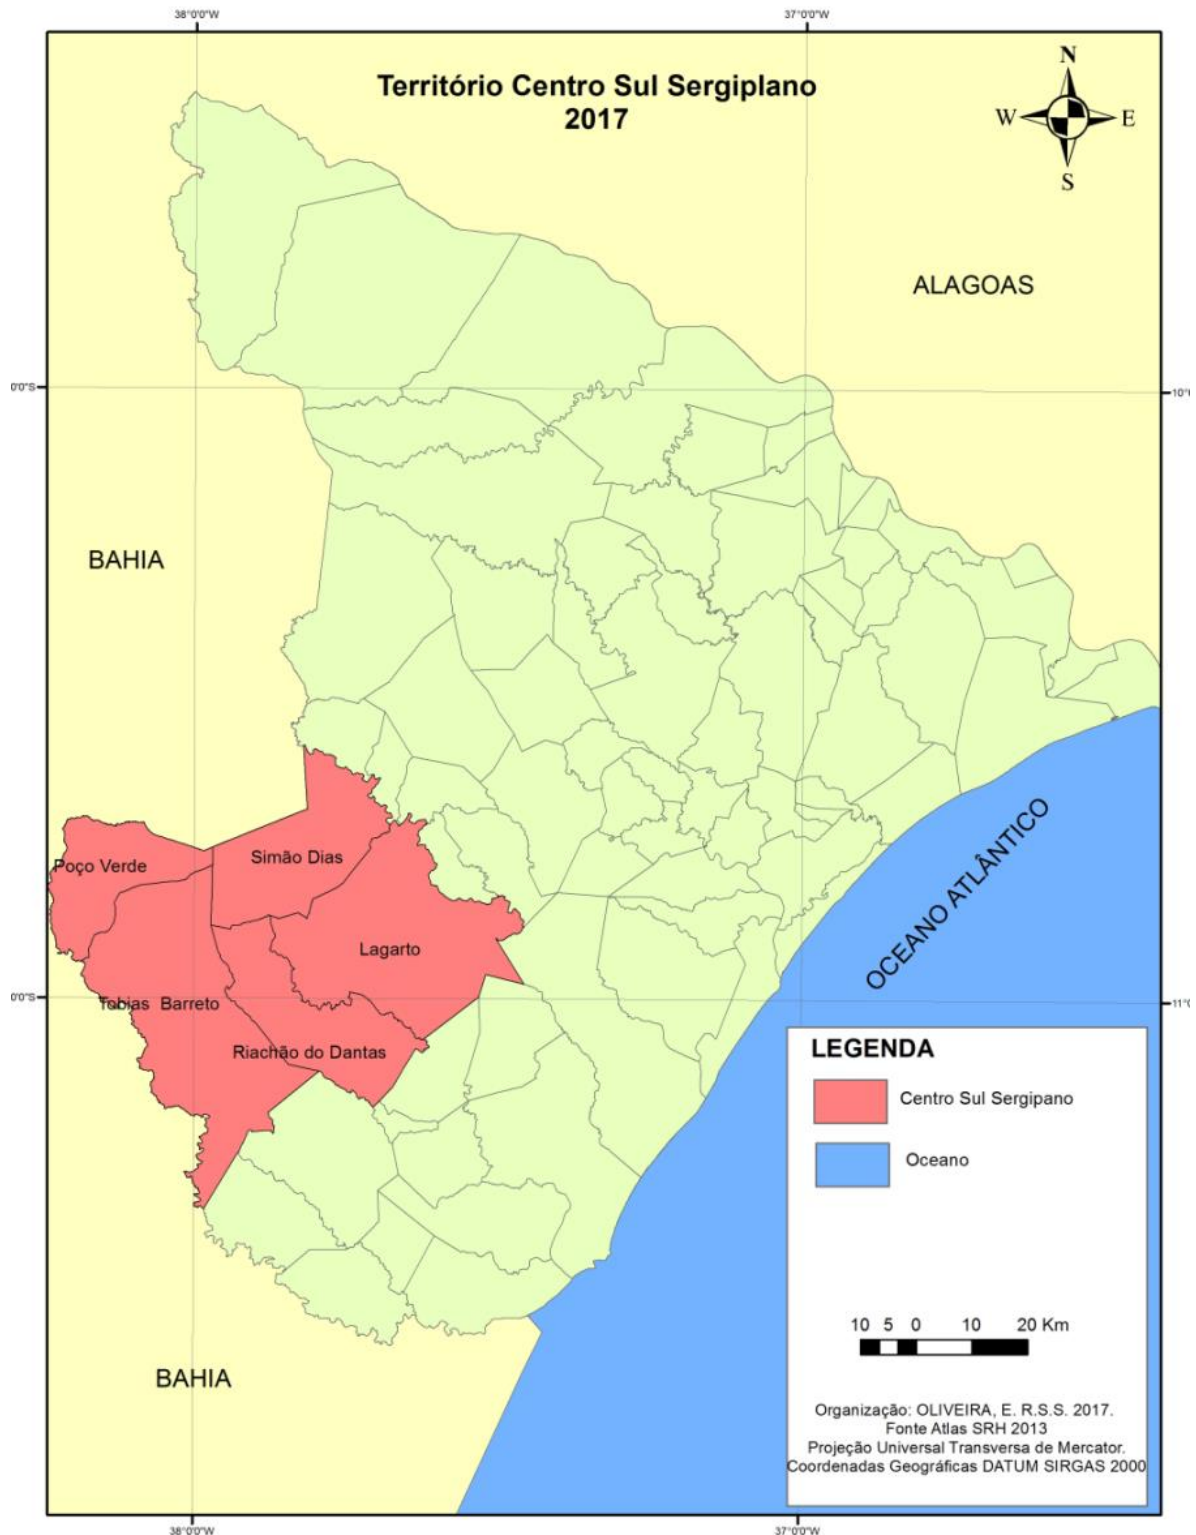 38°0'0"W
37°0'0"W
Território Centro Sul Sergiplano
2017
N
W
E
S
ALAGOAS
0'0"S
10°
BAHIA
Poço Verde
Simão Dias
Lagarto
OCEANO ATLÂNTICO
Tobias Barreto
0'0"S
11°
Riachão do Dantas
LEGENDA
Centro Sul Sergipano
Oceano
10 5 0 10 20 Km
BAHIA
Organização: OLIVEIRA, E. R.S.S. 2017.
Fonte Atlas SRH 2013
Projeção Universal Transversa de Mercator.
Coordenadas Geográficas DATUM SIRGAS 2000
38°0'0"W
37°0'0"W